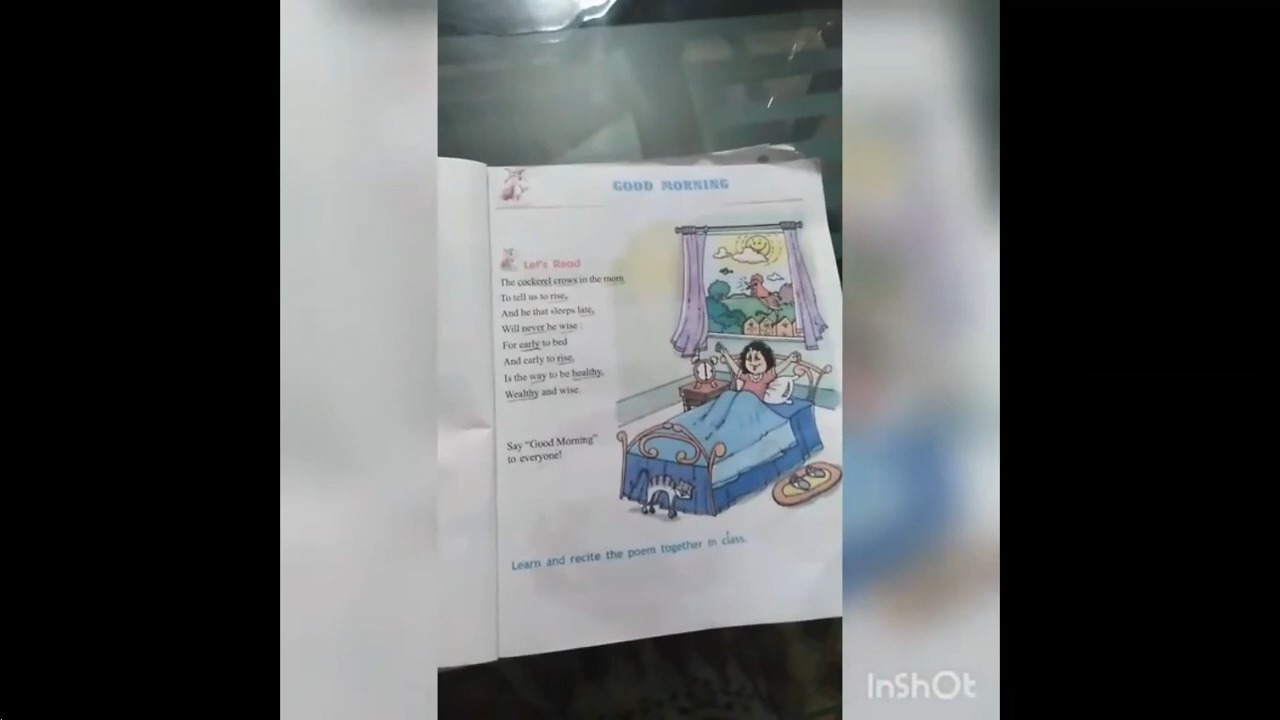 GOOD MORNING
Let's Read
The cockerel crows in the morn
To tell us to rise,
And he that sleeps late,
Will never be wise :
For early to bed
And early to rise,
Is the way to be healthy,
Wealthy and wise.
Say "Good Morning"
to everyone!
Learn and recite the poem together in class.
InShOt